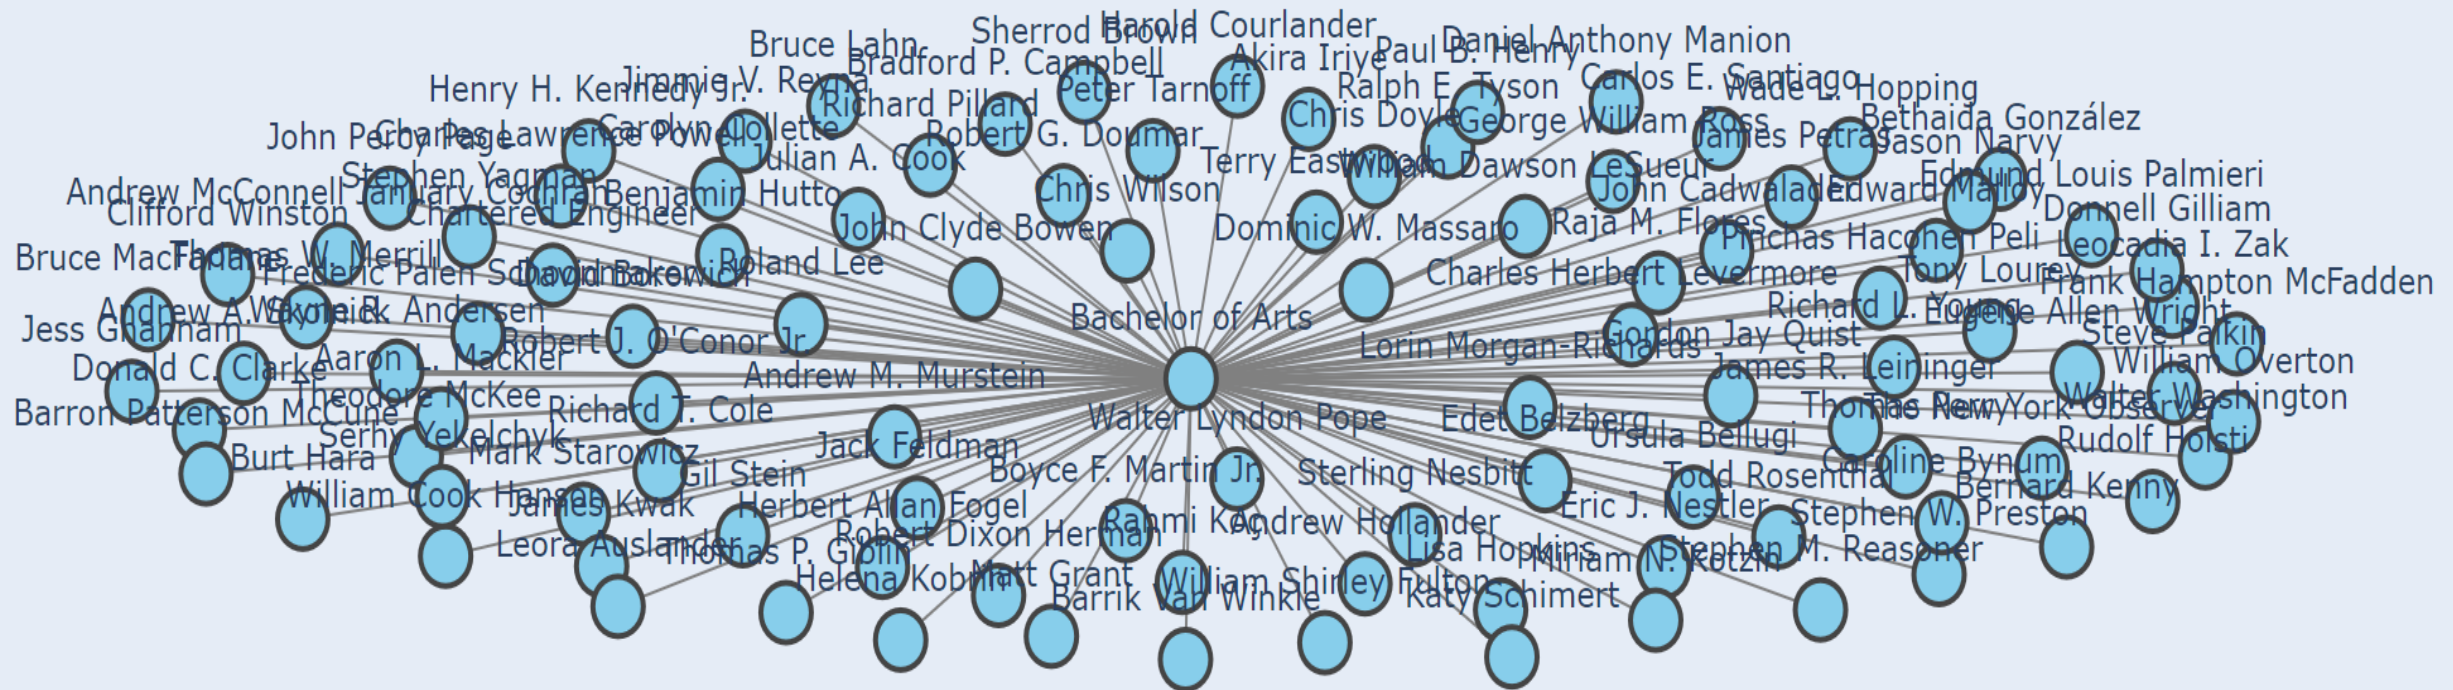 Harold Courlander
Sherrod Brown
Daniel Anthony Manion
Bruce Lahn
Paul B. Henry
Akira Iriye
Bradford P. Campbell
Carlos E. Santiago
Jimmie V. Reyna
Ralph E. Tyson
Wade L. Hopping
Henry H. Kennedy Jr.
Peter Tarnoff
Richard Pillard
Chris Doyle
Bethaida González
George William Ross
Carolyn Collette
Charles Lawrence Powell
John Percy Page
Robert G. Doumar
James Petras
Jason Narvy
Julian A. Cook
Terry Eastwood
William Dawson LeSueur
Stephen Yagman
Edmund Louis Palmieri
Andrew McConnell January Cochran
Benjamin Hutto
Chris Wilson
John Cadwalader
Edward Malloy
Clifford Winston
Chartered Engineer
Donnell Gilliam
Raja M. Flores
John Clyde Bowen
Dominic W. Massaro
Pinchas Hacohen Peli
Leocadia I. Zak
Bruce MacFarlane
Thomas W. Merrill
Roland Lee
Frederic Palen Schoonmaker
David Bakewich
Charles Herbert Levermore
Tony Lourey
Frank Hampton McFadden
Andrew A. Skolnick
Wayne R. Andersen
Bachelor of Arts
Richard L. Young
Eugene Allen Wright
Jess Ghannam
Robert J. O'Conor Jr.
Gordon Jay Quist
Steve Palkin
Lorin Morgan-Richards
Donald C. Clarke
Aaron L. Mackler
James R. Leininger
William Overton
Andrew M. Murstein
Theodore McKee
Walter Washington
Thomas Perry
The New York Observer
Barron Patterson McCune
Richard T. Cole
Walter Lyndon Pope
Edet Belzberg
Serhy Yekelchyk
Ursula Bellugi
Rudolf Holsti
Jack Feldman
Burt Hara
Mark Starowicz
Caroline Bynum
Boyce F. Martin Jr.
Sterling Nesbitt
Gil Stein
Todd Rosenthal
Bernard Kenny
William Cook Hanson
James Kwak
Herbert Allan Fogel
Eric J. Nestler
Stephen W. Preston
Rahmi Koç
Andrew Hollander
Robert Dixon Herman
Leora Auslander
Thomas P. Giblin
Lisa Hopkins
Miriam N. Kotzin
Stephen M. Reasoner
Helena Kobrin
Matt Grant
William Shirley Fulton
Barrik Van Winkle
Katy Schimert